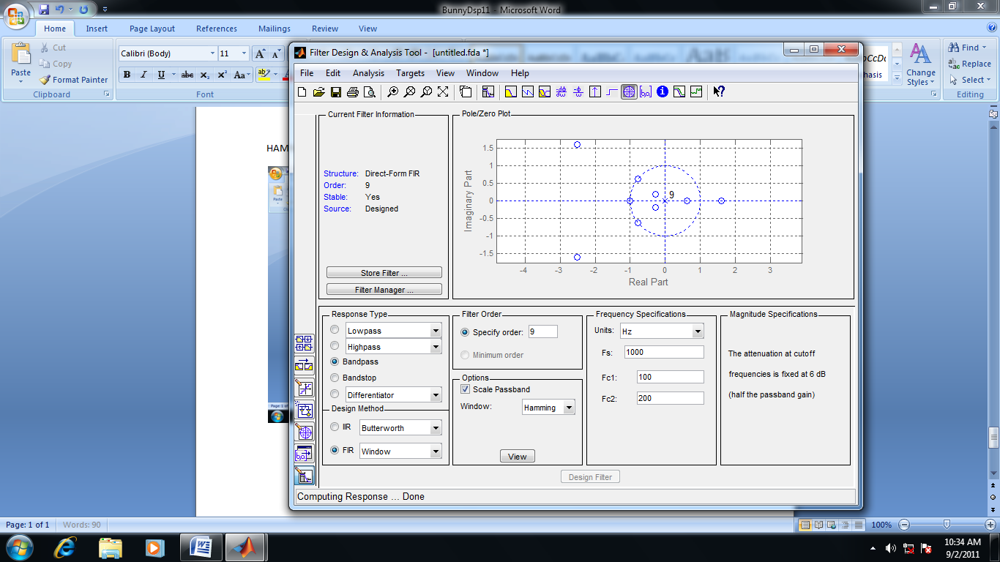 BunnyDsp11 - Microsoft Word
Home Insert Page Layout References Mailings Review View
Paste
Cut
Copy
Format Painter
Clipboard
Calibri (Body) 11
B I U abc x₂ x² Aa
Font
Change Styles
Find
Replace
Select
Editing
HAM
Filter Design & Analysis Tool - [untitled.fda *]
File Edit Analysis Targets View Window Help
Current Filter Information
Structure: Direct-Form FIR
Order: 9
Stable: Yes
Source: Designed
Store Filter ...
Filter Manager ...
Pole/Zero Plot
1.5
1
0.5
0
-0.5
-1
-1.5
Imaginary Part
9
-4 -3 -2 -1 0 1 2 3
Real Part
Response Type
Lowpass
Highpass
Bandpass
Bandstop
Differentiator
Design Method
IIR Butterworth
FIR Window
Filter Order
Specify order: 9
Minimum order
Options
Scale Passband
Window: Hamming
View
Frequency Specifications
Units: Hz
Fs: 1000
Fc1: 100
Fc2: 200
Magnitude Specifications
The attenuation at cutoff
frequencies is fixed at 6 dB
(half the passband gain)
Design Filter
Computing Response ... Done
Page: 1 of 1 Words: 90
100%
10:34 AM
9/2/2011